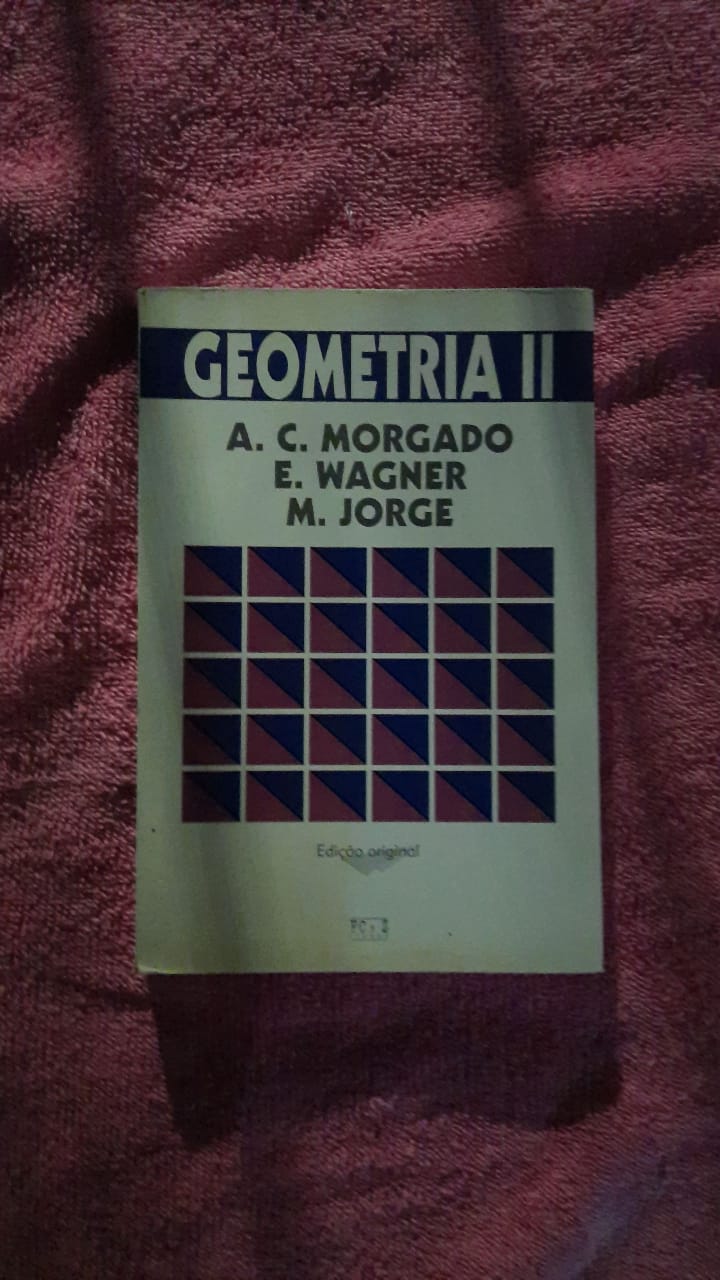 GEOMETRIA II
A. C. MORGADO
E. WAGNER
M. JORGE
Edição original